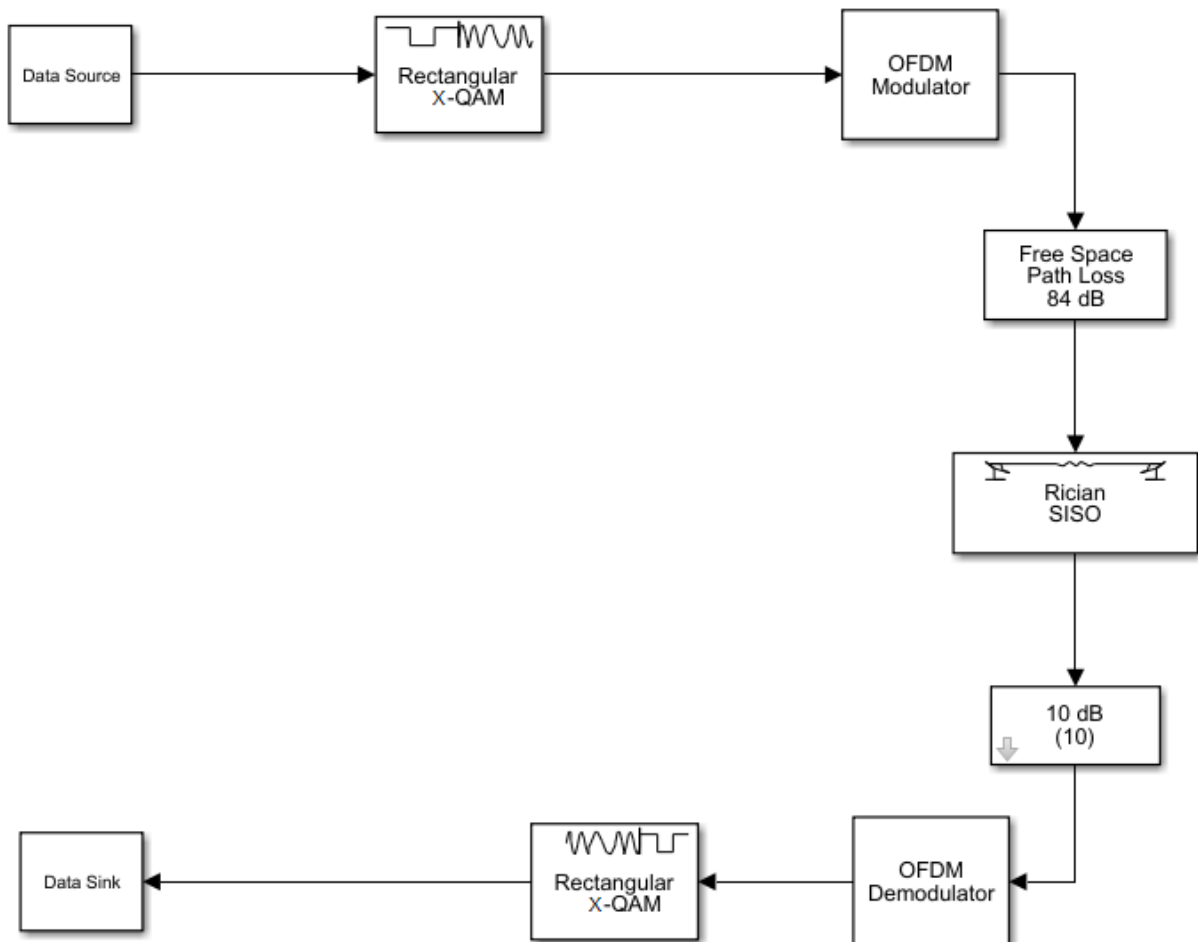 Data Source
Rectangular
X-QAM
OFDM
Modulator
Free Space
Path Loss
84 dB
Rician
SISO
10 dB
(10)
OFDM
Demodulator
Rectangular
X-QAM
Data Sink